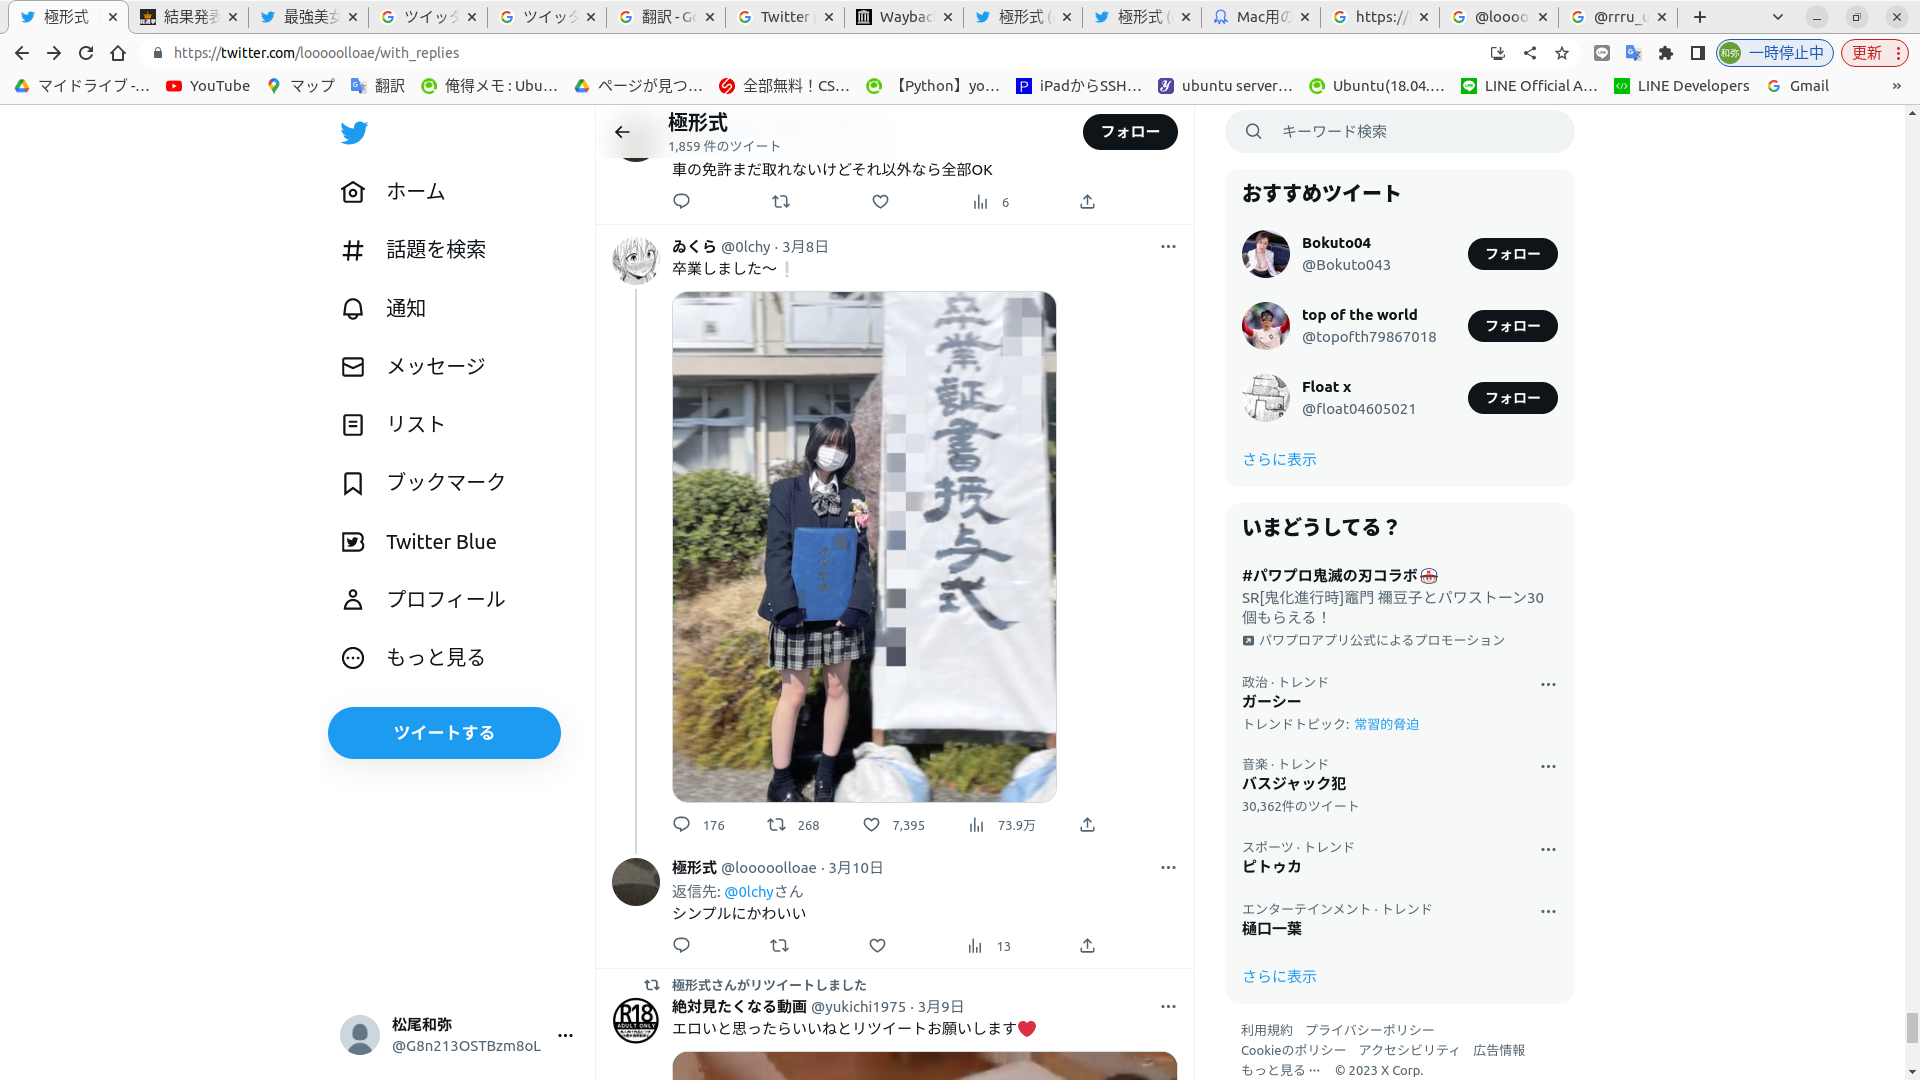 極形式
結果発表
最強美女
ツイッタ
ツイッタ
翻訳 - Go
Twitter
Wayba
極形式 (
極形式 (
Mac用の
https://
@loooo
@rrru_u
https://twitter.com/looooolloae/with_replies
和弥
一時停止中
更新
マイドライブ -...
YouTube
マップ
翻訳
俺得メモ : Ubu...
ページが見つ...
全部無料！CS...
【Python】yo...
iPadからSSH...
ubuntu server...
Ubuntu(18.04....
LINE Official A...
LINE Developers
Gmail
»
ホーム
話題を検索
通知
メッセージ
リスト
ブックマーク
Twitter Blue
プロフィール
もっと見る
ツイートする
松尾和弥
@G8n213OSTBzm8oL
極形式
1,859 件のツイート
フォロー
車の免許まだ取れないけどそれ以外なら全部OK
6
ゐくら @0lchy · 3月8日
卒業しました〜❕
卒業証書授与式
176
268
7,395
73.9万
極形式 @looooolloae · 3月10日
返信先: @0lchyさん
シンプルにかわいい
13
極形式さんがリツイートしました
R18
ADULT ONLY
絶対見たくなる動画 @yukichi1975 · 3月9日
エロいと思ったらいいねとリツイートお願いします❤️
キーワード検索
おすすめツイート
Bokuto04
@Bokuto043
フォロー
top of the world
@topofth79867018
フォロー
Float x
@float04605021
フォロー
さらに表示
いまどうしてる？
#パワプロ鬼滅の刃コラボ
SR[鬼化進行時]竈門 禰豆子とパワストーン30
個もらえる！
パワプロアプリ公式によるプロモーション
政治 · トレンド
ガーシー
トレンドトピック: 常習的脅迫
音楽 · トレンド
バスジャック犯
30,362件のツイート
スポーツ · トレンド
ピトゥカ
エンターテインメント · トレンド
樋口一葉
さらに表示
利用規約 プライバシーポリシー
Cookieのポリシー アクセシビリティ 広告情報
もっと見る ··· © 2023 X Corp.